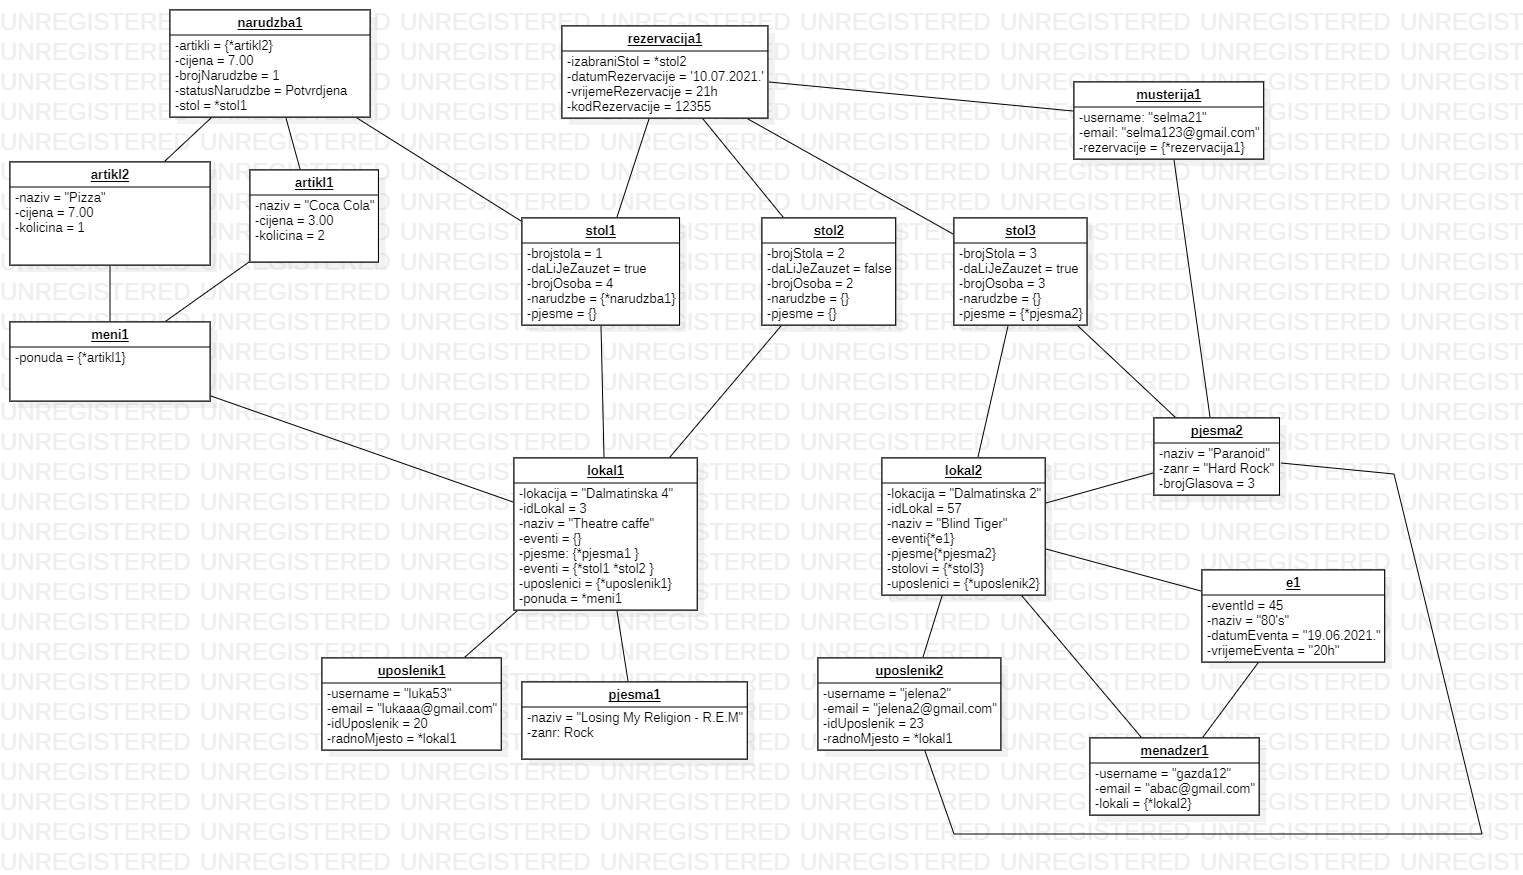 narudzba1
-artikli = {*artikl2}
-cijena = 7.00
-brojNarudzbe = 1
-statusNarudzbe = Potvrdjena
-stol = *stol1
rezervacija1
-izabraniStol = *stol2
-datumRezervacije = '10.07.2021.'
-vrijemeRezervacije = 21h
-kodRezervacije = 12355
musterija1
-username: "selma21"
-email: "selma123@gmail.com"
-rezervacije = {*rezervacija1}
artikl2
-naziv = "Pizza"
-cijena = 7.00
-kolicina = 1
artikl1
-naziv = "Coca Cola"
-cijena = 3.00
-kolicina = 2
stol1
-brojstola = 1
-daLiJeZauzet = true
-brojOsoba = 4
-narudzbe = {*narudzba1}
-pjesme = {}
stol2
-brojStola = 2
-daLiJeZauzet = false
-brojOsoba = 2
-narudzbe = {}
-pjesme = {}
stol3
-brojStola = 3
-daLiJeZauzet = true
-brojOsoba = 3
-narudzbe = {}
-pjesme = {*pjesma2}
meni1
-ponuda = {*artikl1}
pjesma2
-naziv = "Paranoid"
-zanr = "Hard Rock"
-brojGlasova = 3
lokal1
-lokacija = "Dalmatinska 4"
-idLokal = 3
-naziv = "Theatre caffe"
-eventi = {}
-pjesme: {*pjesma1 }
-eventi = {*stol1 *stol2 }
-uposlenici = {*uposlenik1}
-ponuda = *meni1
lokal2
-lokacija = "Dalmatinska 2"
-idLokal = 57
-naziv = "Blind Tiger"
-eventi{*e1}
-pjesme{*pjesma2}
-stolovi = {*stol3}
-uposlenici = {*uposlenik2}
e1
-eventId = 45
-naziv = "80's"
-datumEventa = "19.06.2021."
-vrijemeEventa = "20h"
uposlenik1
-username = "luka53"
-email = "lukaaa@gmail.com"
-idUposlenik = 20
-radnoMjesto = *lokal1
pjesma1
-naziv = "Losing My Religion - R.E.M"
-zanr: Rock
uposlenik2
-username = "jelena2"
-email = "jelena2@gmail.com"
-idUposlenik = 23
-radnoMjesto = *lokal1
menadzer1
-username = "gazda12"
-email = "abac@gmail.com"
-lokali = {*lokal2}
UNREGISTERED